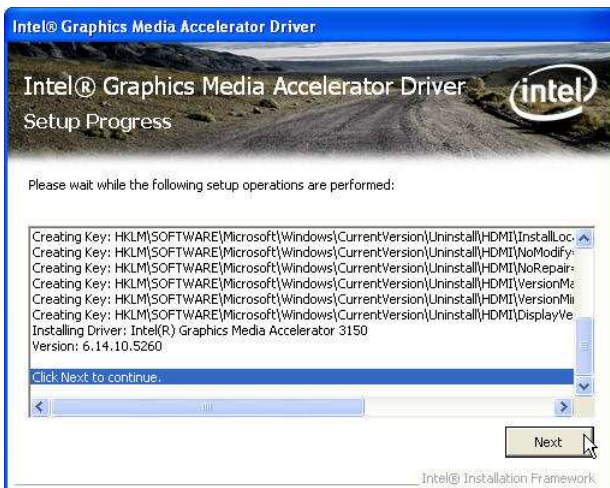 Intel® Graphics Media Accelerator Driver
Intel® Graphics Media Accelerator Driver
Setup Progress
intel
Please wait while the following setup operations are performed:
Creating Key: HKLM\SOFTWARE\Microsoft\Windows\CurrentVersion\Uninstall\HDMI\InstallLoc
Creating Key: HKLM\SOFTWARE\Microsoft\Windows\CurrentVersion\Uninstall\HDMI\NoModify=
Creating Key: HKLM\SOFTWARE\Microsoft\Windows\CurrentVersion\Uninstall\HDMI\NoRepair=
Creating Key: HKLM\SOFTWARE\Microsoft\Windows\CurrentVersion\Uninstall\HDMI\VersionMa
Creating Key: HKLM\SOFTWARE\Microsoft\Windows\CurrentVersion\Uninstall\HDMI\VersionMi
Creating Key: HKLM\SOFTWARE\Microsoft\Windows\CurrentVersion\Uninstall\HDMI\DisplayVe
Installing Driver: Intel(R) Graphics Media Accelerator 3150
Version: 6.14.10.5260
Click Next to continue.
Next
Intel® Installation Framework